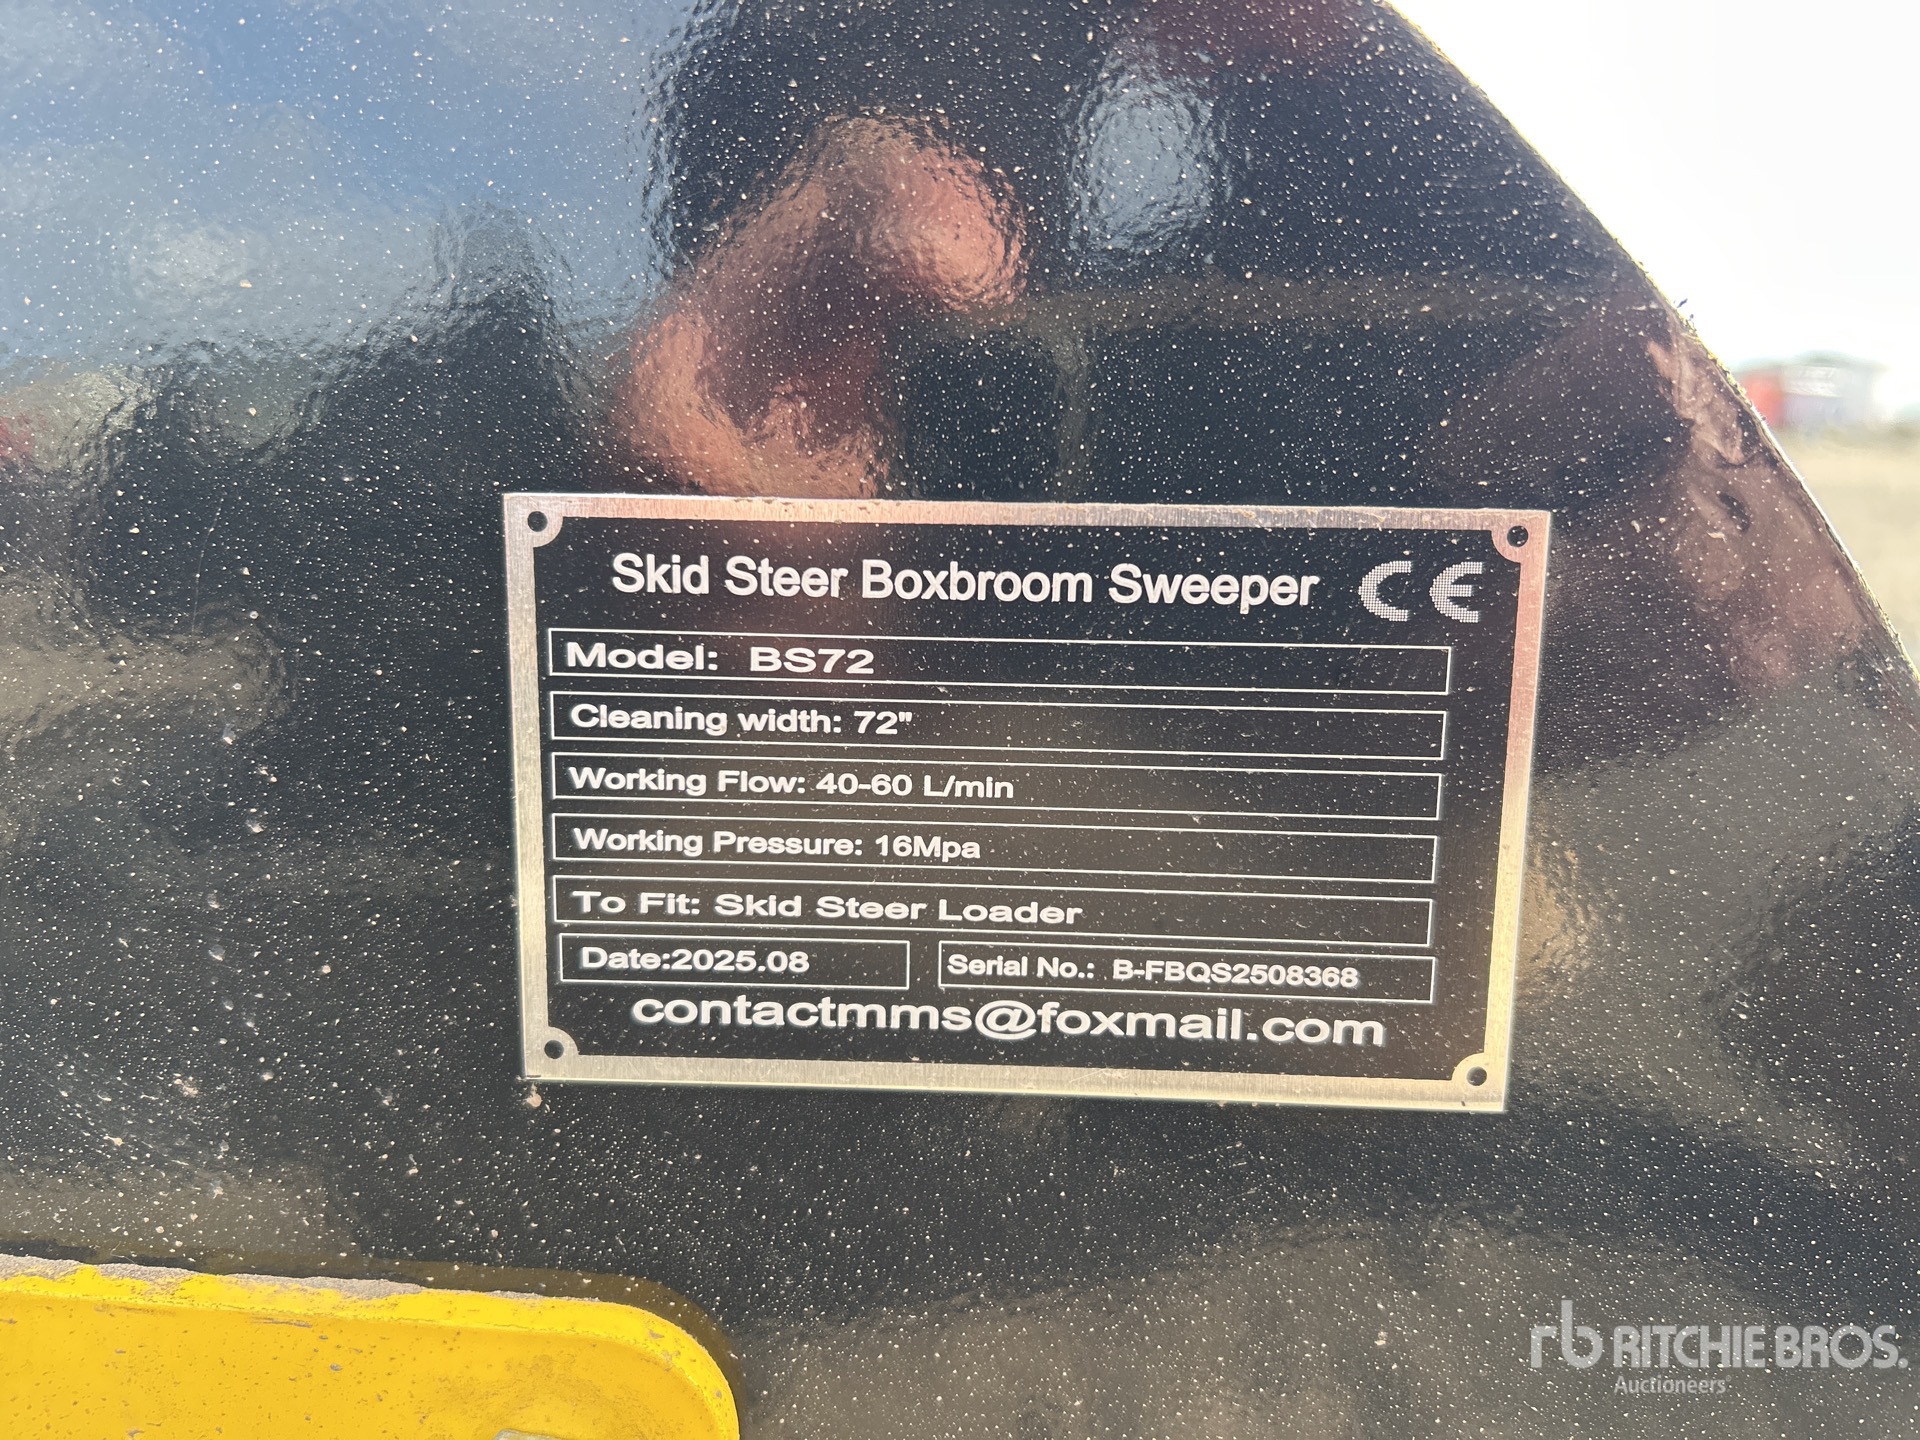 Skid Steer Boxbroom Sweeper CE
Model: BS72
Cleaning width: 72"
Working Flow: 40-60 L/min
Working Pressure: 16Mpa
To Fit: Skid Steer Loader
Date:2025.08
Serial No.: B-FBQS2508368
contactmms@foxmail.com
rb RITCHIE BROS.
Auctioneers